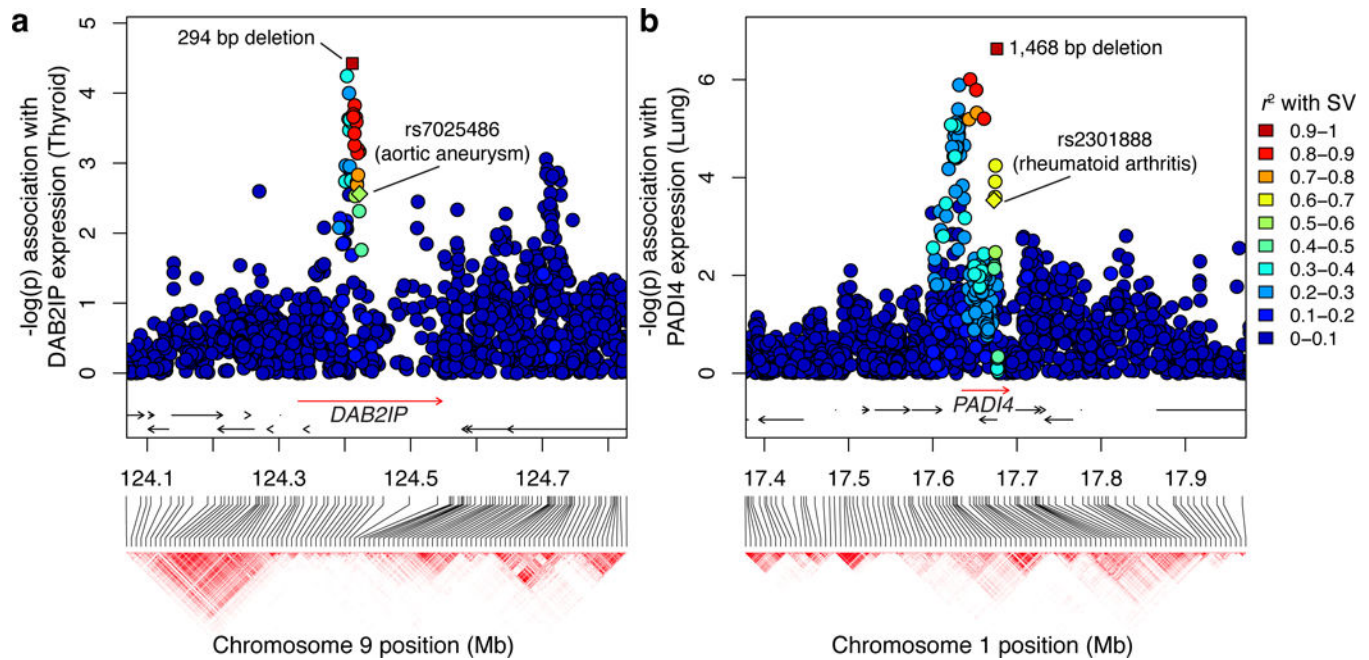 a
-log(p) association with
DAB2IP expression (Thyroid)
5
4
3
2
1
0
294 bp deletion
rs7025486
(aortic aneurysm)
DAB2IP
124.1
124.3
124.5
124.7
Chromosome 9 position (Mb)
b
-log(p) association with
PADI4 expression (Lung)
6
4
2
0
1,468 bp deletion
rs2301888
(rheumatoid arthritis)
PADI4
17.4
17.5
17.6
17.7
17.8
17.9
Chromosome 1 position (Mb)
r² with SV
0.9–1
0.8–0.9
0.7–0.8
0.6–0.7
0.5–0.6
0.4–0.5
0.3–0.4
0.2–0.3
0.1–0.2
0–0.1